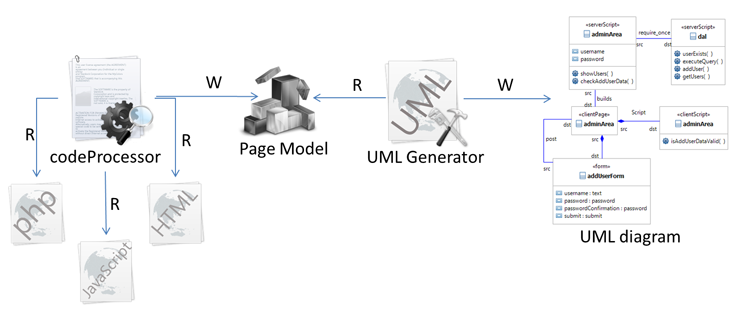 R
codeProcessor
R
R
php
JavaScript
HTML
W
Page Model
R
UML
UML Generator
W
«serverScript»
adminArea
username
password
showUsers( )
checkAddUserData( )
require_once
src
dst
«serverScript»
dal
userExists( )
executeQuery( )
addUser( )
getUsers( )
src
builds
dst
«clientPage»
adminArea
Script
src
dst
«clientScript»
adminArea
isAddUserDataValid( )
dst
post
src
src
dst
«form»
addUserForm
username : text
password : password
passwordConfirmation : password
submit : submit
UML diagram